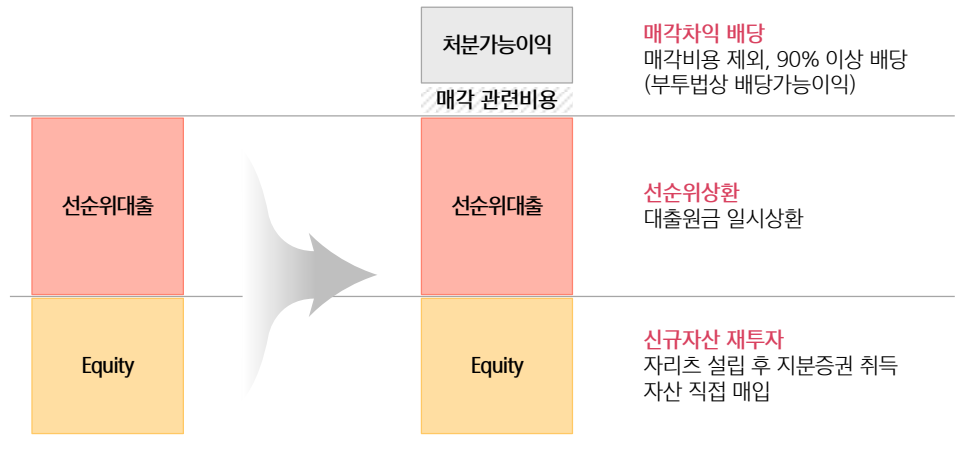 처분가능이익
매각 관련비용
매각차익 배당
매각비용 제외, 90% 이상 배당
(부투법상 배당가능이익)
선순위대출
선순위대출
선순위상환
대출원금 일시상환
Equity
Equity
신규자산 재투자
자리츠 설립 후 지분증권 취득
자산 직접 매입